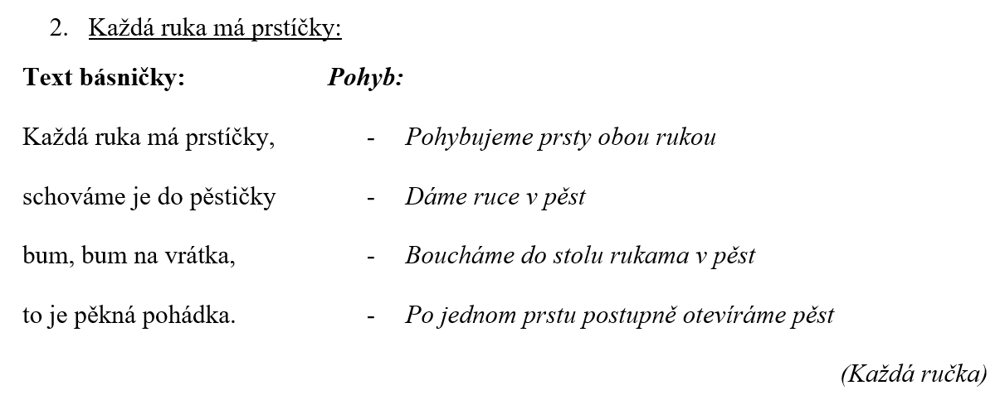 2. Každá ruka má prstíčky:
Text básničky: Pohyb:
Každá ruka má prstíčky, - Pohybujeme prsty obou rukou
schováme je do pěstičky - Dáme ruce v pěst
bum, bum na vrátka, - Boucháme do stolu rukama v pěst
to je pěkná pohádka. - Po jednom prstu postupně otevíráme pěst
(Každá ručka)